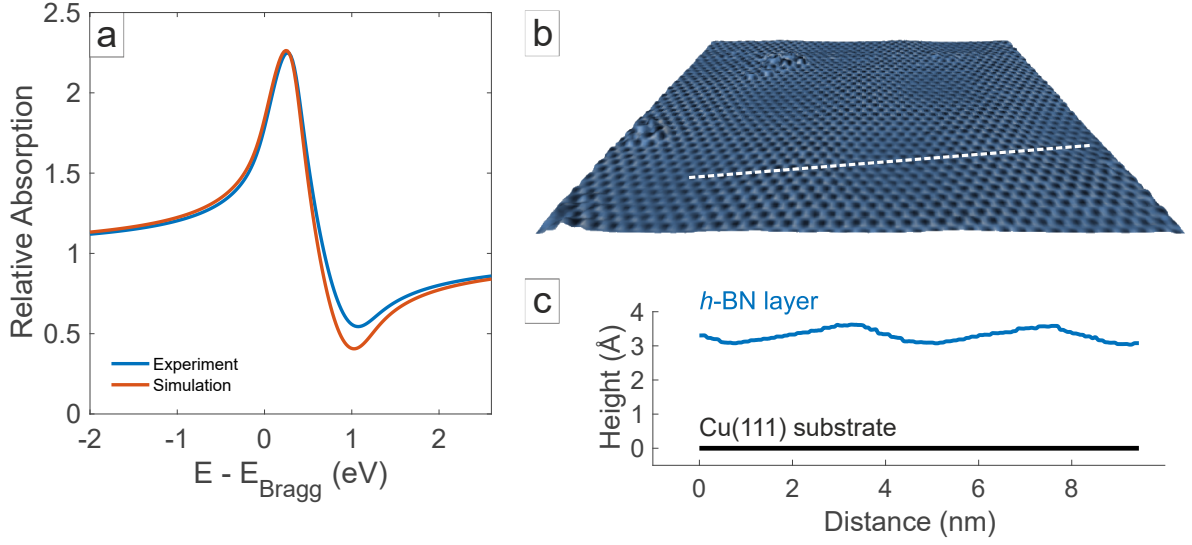 a
2.5
2
1.5
1
0.5
0
-2
-1
0
1
2
Relative Absorption
E - E_Bragg (eV)
Experiment
Simulation
b
c
h-BN layer
Cu(111) substrate
4
3
2
1
0
Height (Å)
0
2
4
6
8
Distance (nm)